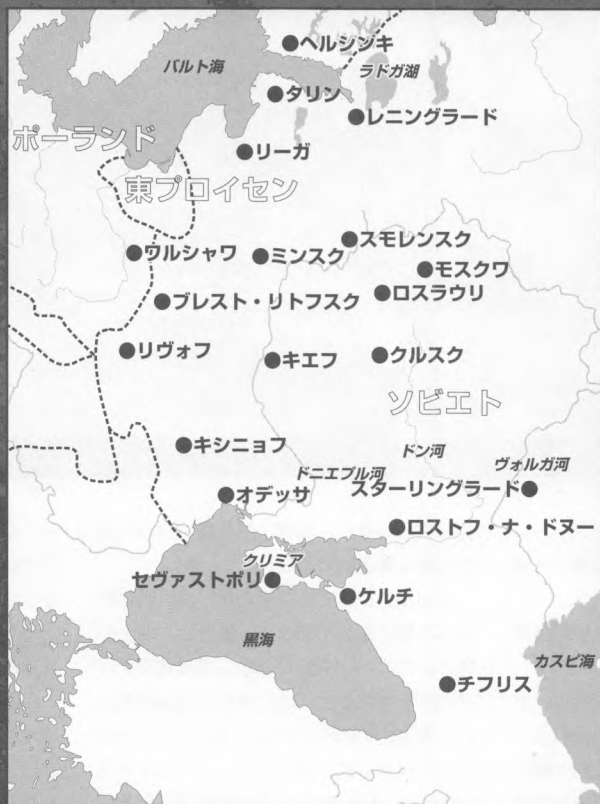 ヘルシンキ
バルト海
ラドガ湖
タリン
レニングラード
ポーランド
リーガ
東プロイセン
スモレンスク
ワルシャワ
ミンスク
モスクワ
ブレスト・リトフスク
ロスラウリ
リヴォフ
キエフ
クルスク
ソビエト
キシニョフ
ドン河
ヴォルガ河
ドニエプル河
スターリングラード
オデッサ
ロストフ・ナ・ドヌー
クリミア
セヴァストポリ
ケルチ
黒海
カスピ海
チフリス